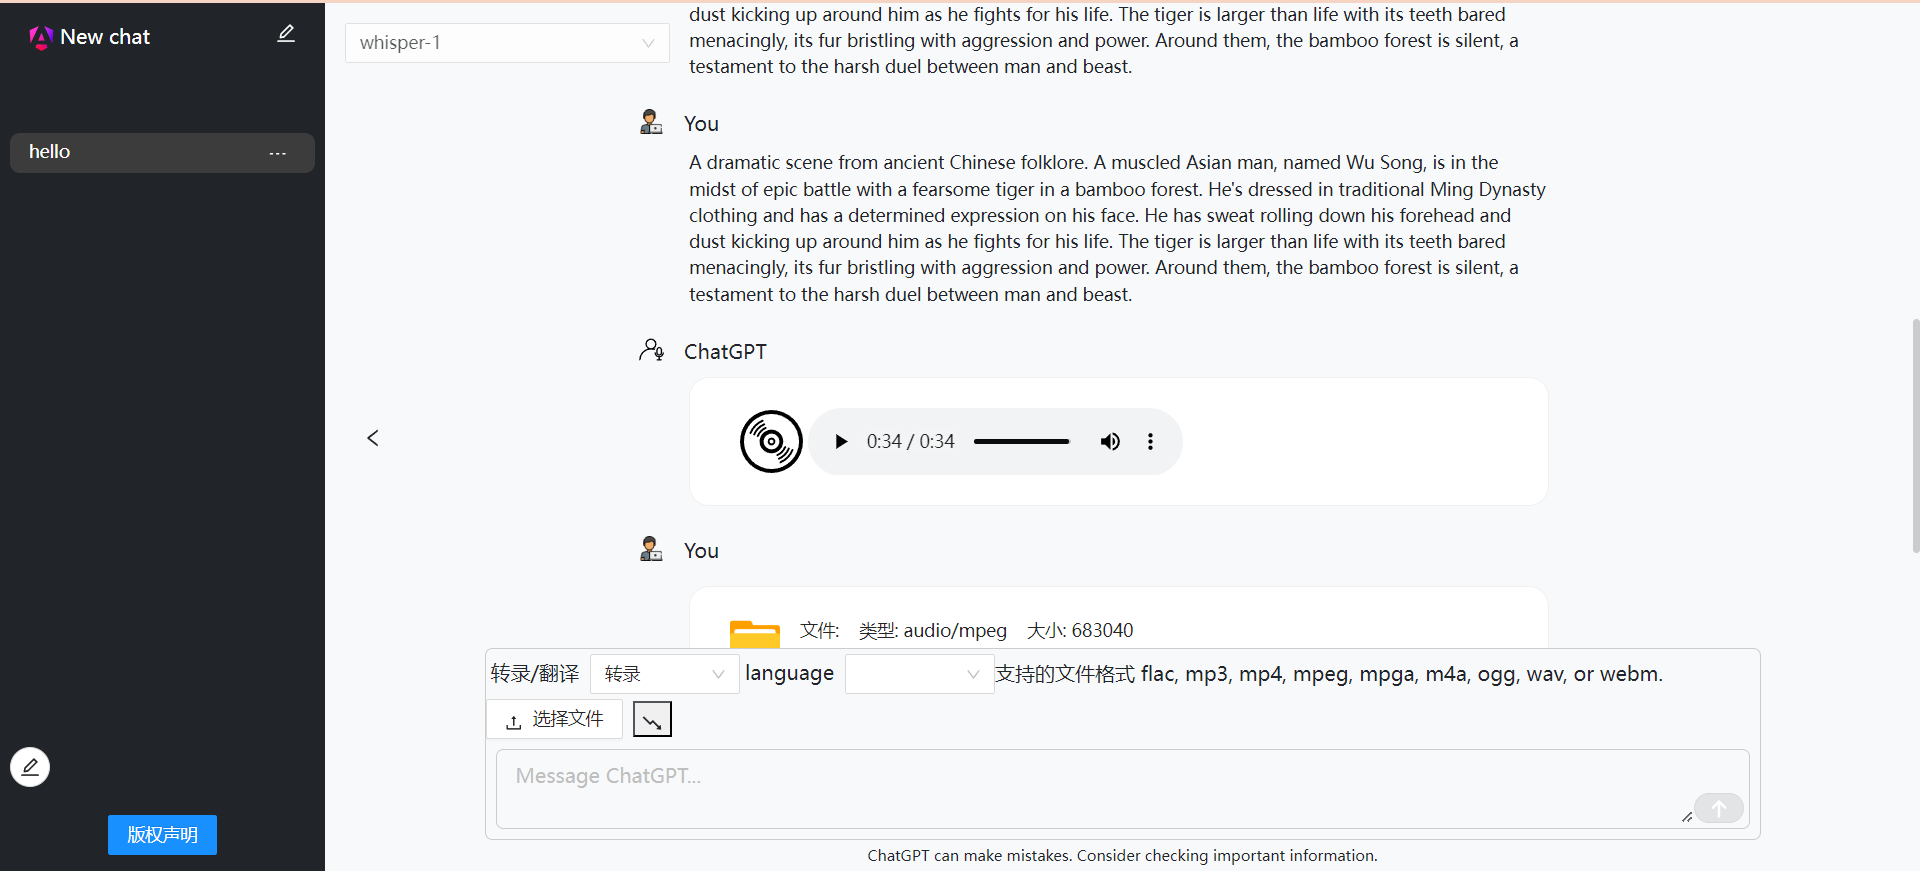 New chat
hello
版权声明
whisper-1
dust kicking up around him as he fights for his life. The tiger is larger than life with its teeth bared
menacingly, its fur bristling with aggression and power. Around them, the bamboo forest is silent, a
testament to the harsh duel between man and beast.
You
A dramatic scene from ancient Chinese folklore. A muscled Asian man, named Wu Song, is in the
midst of epic battle with a fearsome tiger in a bamboo forest. He's dressed in traditional Ming Dynasty
clothing and has a determined expression on his face. He has sweat rolling down his forehead and
dust kicking up around him as he fights for his life. The tiger is larger than life with its teeth bared
menacingly, its fur bristling with aggression and power. Around them, the bamboo forest is silent, a
testament to the harsh duel between man and beast.
ChatGPT
0:34 / 0:34
You
文件: 类型: audio/mpeg 大小: 683040
转录/翻译 转录 language 支持的文件格式 flac, mp3, mp4, mpeg, mpga, m4a, ogg, wav, or webm.
选择文件
Message ChatGPT...
ChatGPT can make mistakes. Consider checking important information.